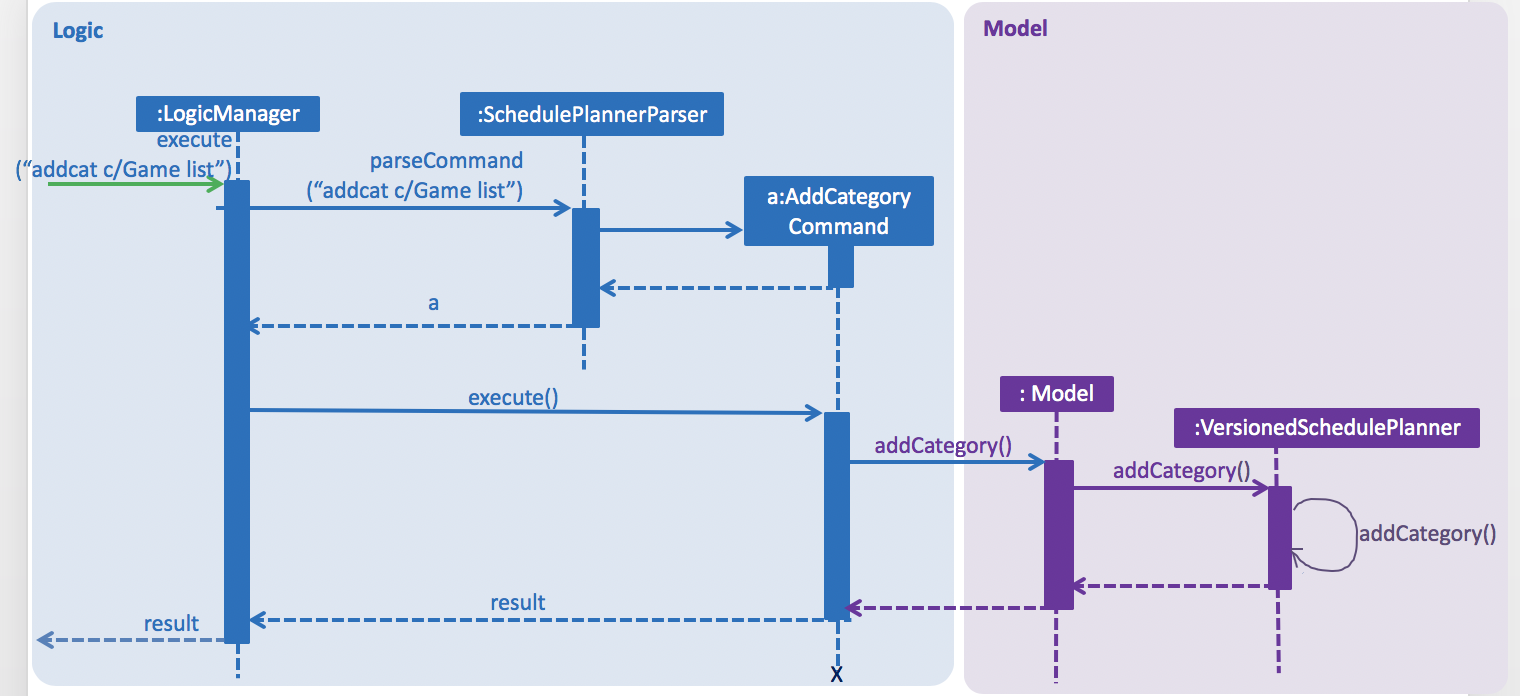 Logic
Model
:LogicManager
:SchedulePlannerParser
execute
(“addcat c/Game list”)
parseCommand
(“addcat c/Game list”)
a:AddCategory
Command
a
execute()
: Model
:VersionedSchedulePlanner
addCategory()
addCategory()
addCategory()
result
result
X